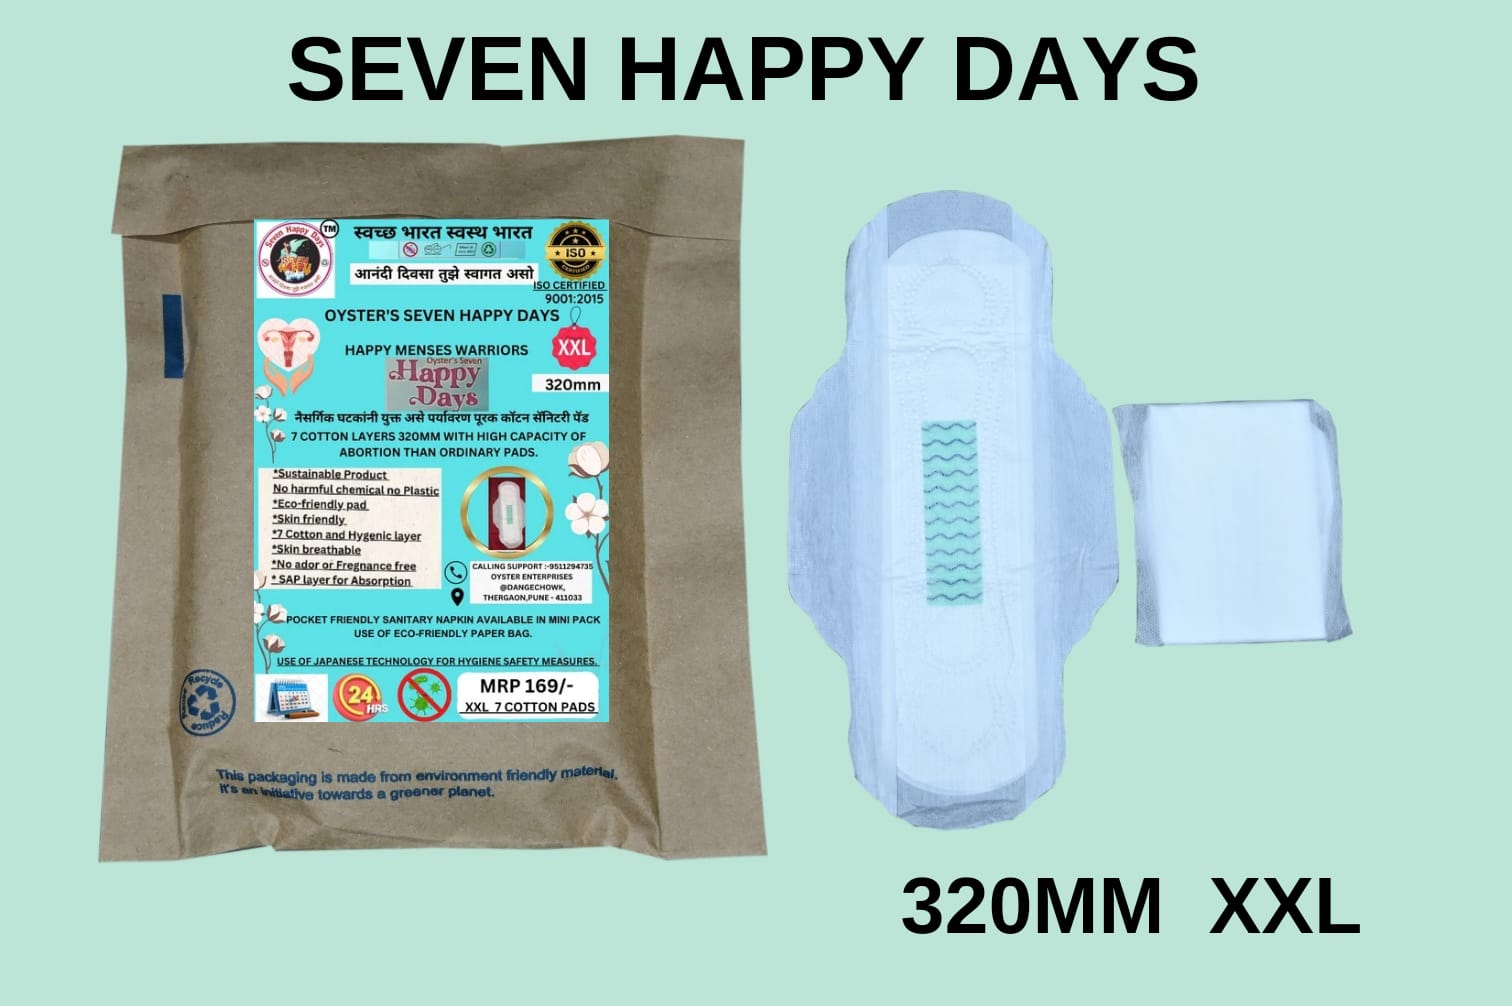 SEVEN HAPPY DAYS
Seven Happy Days
TM
स्वच्छ भारत स्वस्थ भारत
आनंदी दिवसा तुझे स्वागत असो
ISO
CERTIFIED
ISO CERTIFIED
9001:2015
OYSTER'S SEVEN HAPPY DAYS
HAPPY MENSES WARRIORS
XXL
Oyster's Seven
Happy
Days
320mm
नैसर्गिक घटकांनी युक्त असे पर्यावरण पूरक कॉटन सॅनिटरी पॅड
7 COTTON LAYERS 320MM WITH HIGH CAPACITY OF
ABORTION THAN ORDINARY PADS.
*Sustainable Product
No harmful chemical no Plastic
*Eco-friendly pad
*Skin friendly
*7 Cotton and Hygenic layer
*Skin breathable
*No ador or Fregnance free
* SAP layer for Absorption
CALLING SUPPORT :-9511294735
OYSTER ENTERPRISES
@DANGECHOWK,
THERGAON,PUNE - 411033
POCKET FRIENDLY SANITARY NAPKIN AVAILABLE IN MINI PACK
USE OF ECO-FRIENDLY PAPER BAG.
USE OF JAPANESE TECHNOLOGY FOR HYGIENE SAFETY MEASURES.
24
HRS
MRP 169/-
XXL 7 COTTON PADS
Recycle
Reduce
This packaging is made from environment friendly material.
It's an initiative towards a greener planet.
320MM XXL